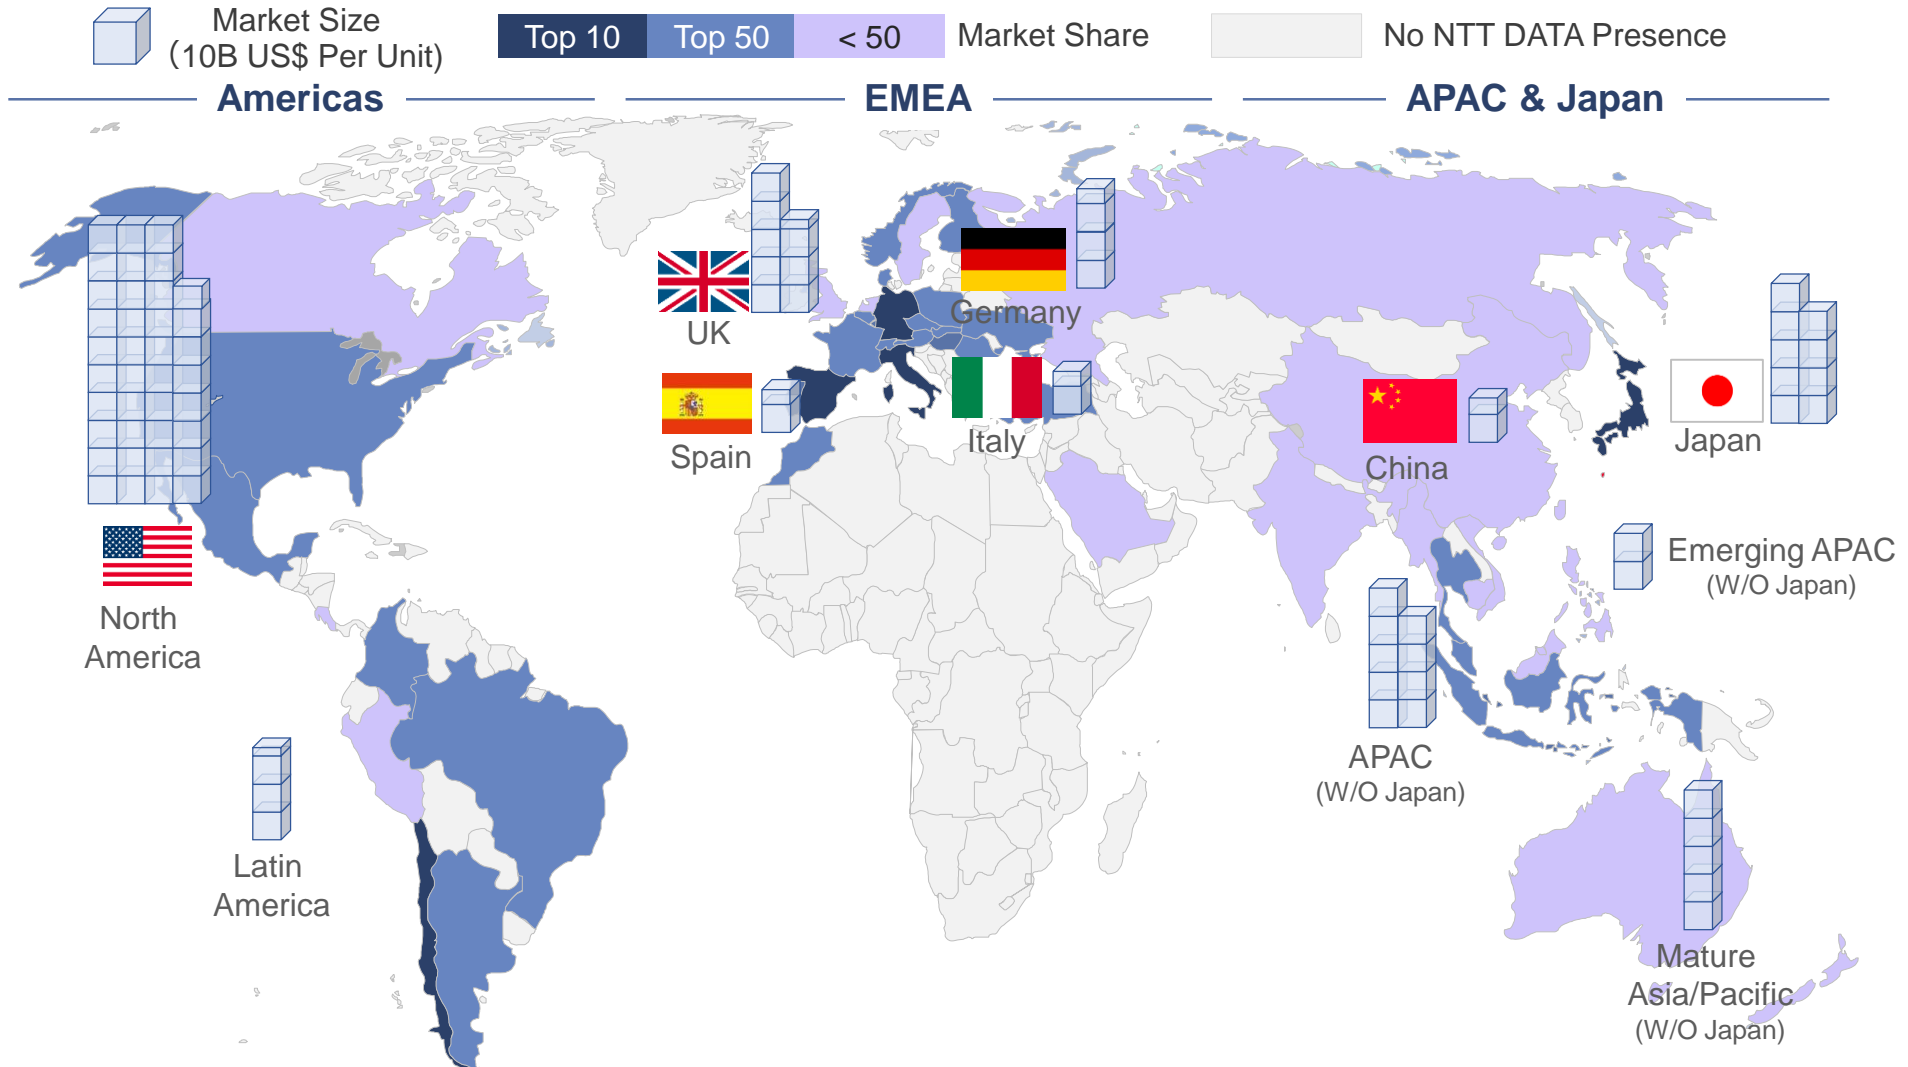 Market Size
(10B US$ Per Unit)
Top 10
Top 50
< 50
Market Share
No NTT DATA Presence
Americas
EMEA
APAC & Japan
UK
Germany
Spain
Italy
China
Japan
North
America
Emerging APAC
(W/O Japan)
APAC
(W/O Japan)
Latin
America
Mature
Asia/Pacific
(W/O Japan)